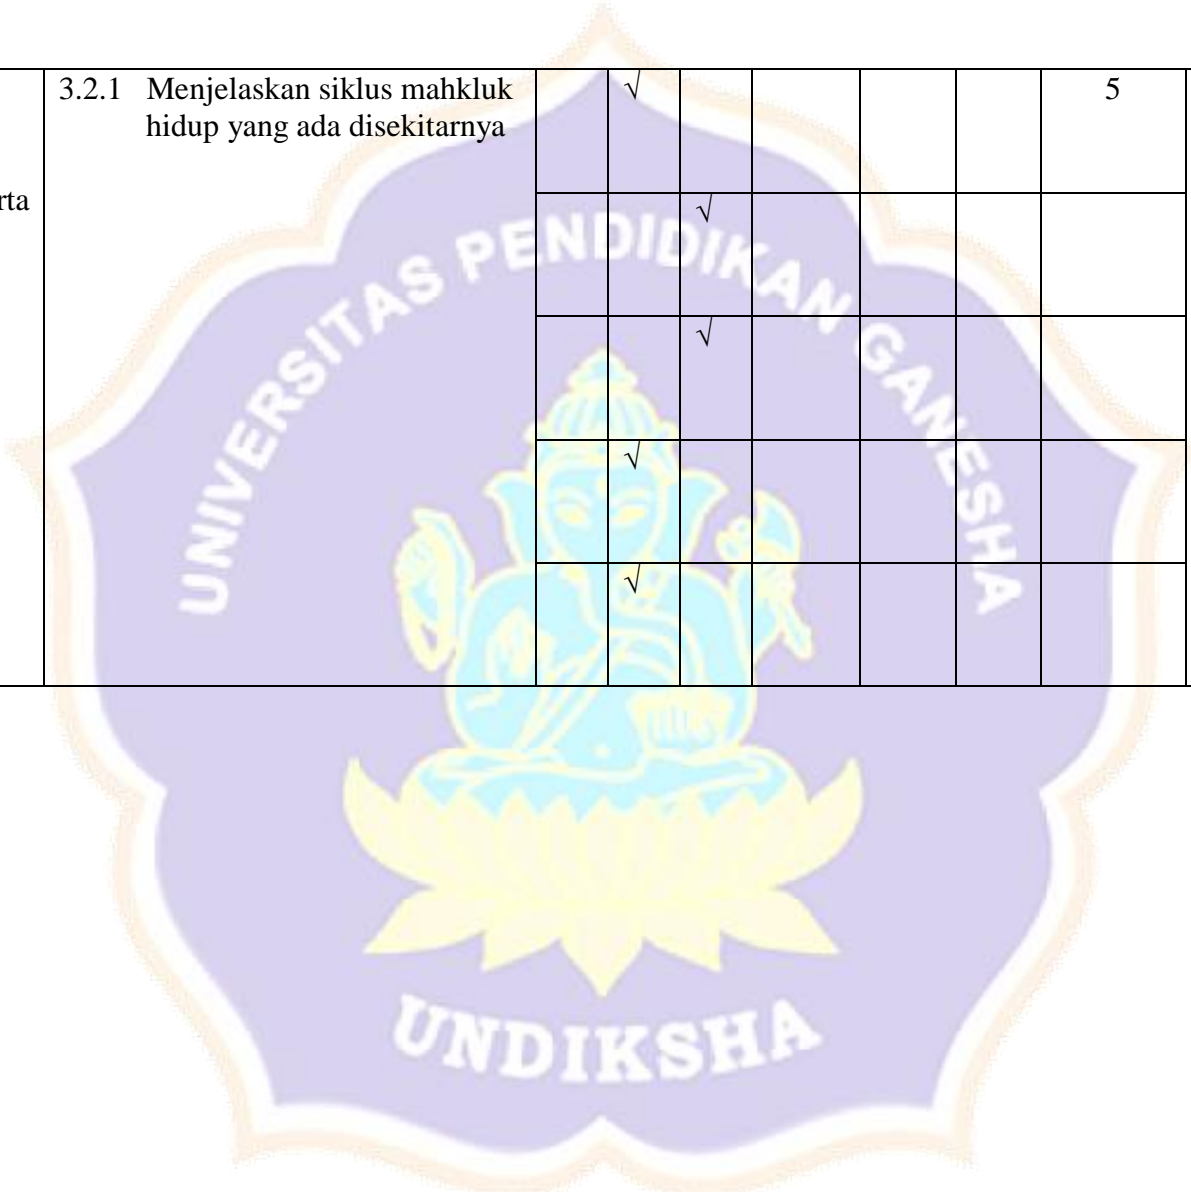 3.2.1 Menjelaskan siklus mahkluk
hidup yang ada disekitarnya
√
5
rta
√
√
√
√
UNIVERSITAS PENDIDIKAN GANESHA
UNDIKSHA